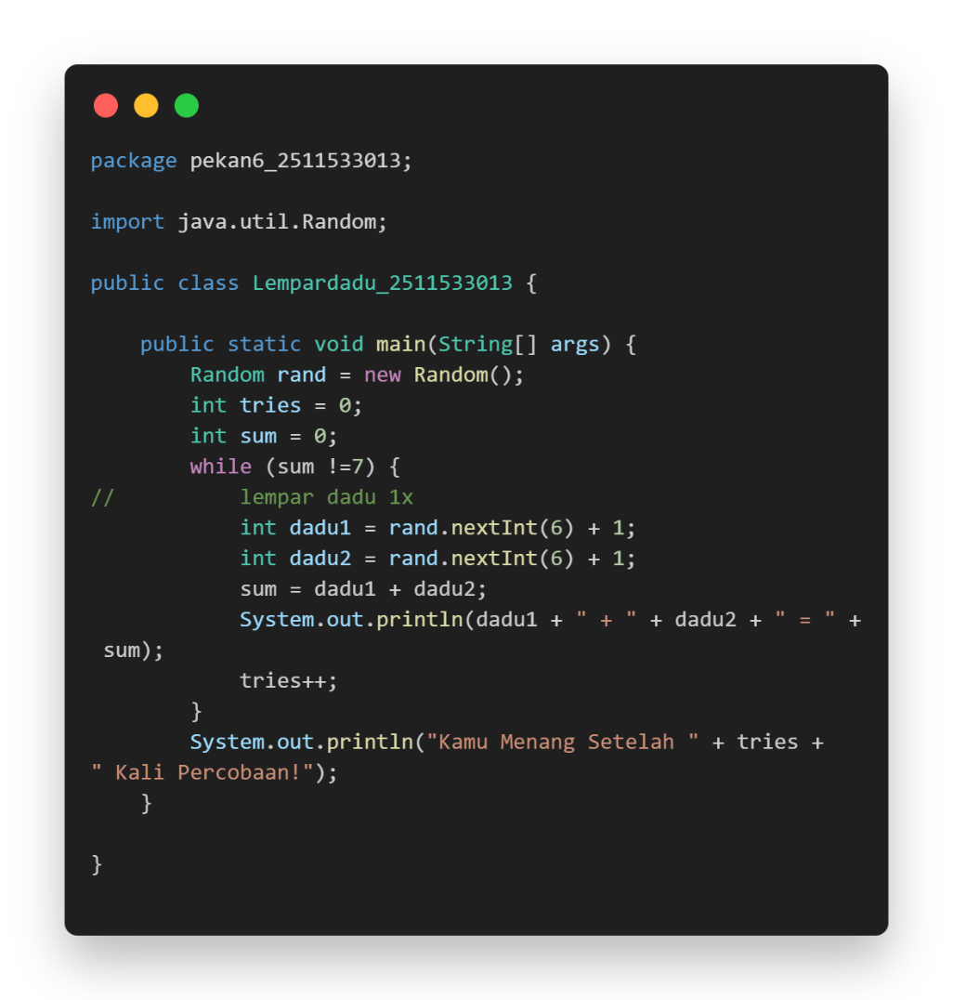 package pekan6_2511533013;
import java.util.Random;
public class Lempardadu_2511533013 {
    public static void main(String[] args) {
        Random rand = new Random();
        int tries = 0;
        int sum = 0;
        while (sum !=7) {
//          lempar dadu 1x
            int dadu1 = rand.nextInt(6) + 1;
            int dadu2 = rand.nextInt(6) + 1;
            sum = dadu1 + dadu2;
            System.out.println(dadu1 + " + " + dadu2 + " = " +
 sum);
            tries++;
        }
        System.out.println("Kamu Menang Setelah " + tries +
" Kali Percobaan!");
    }
}